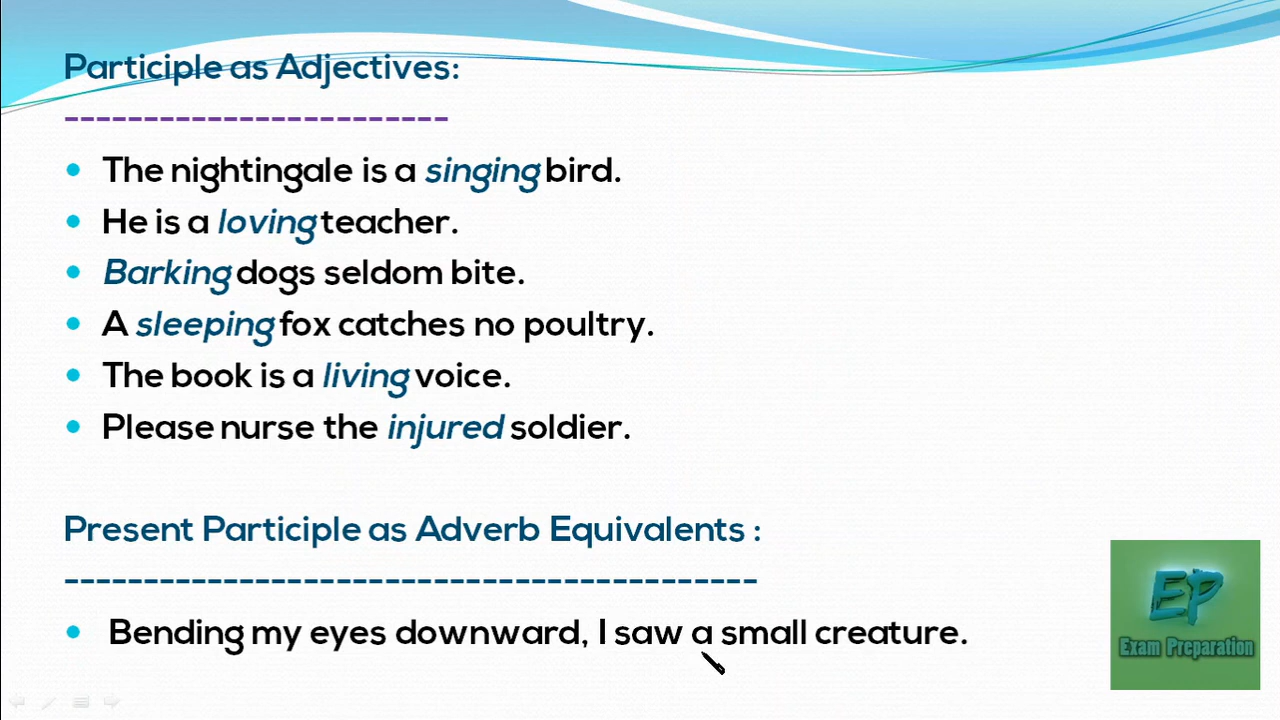 Participle as Adjectives:
------------------------
• The nightingale is a singing bird.
• He is a loving teacher.
• Barking dogs seldom bite.
• A sleeping fox catches no poultry.
• The book is a living voice.
• Please nurse the injured soldier.
Present Participle as Adverb Equivalents :
-------------------------------------------
• Bending my eyes downward, I saw a small creature.
EP
Exam Preparation